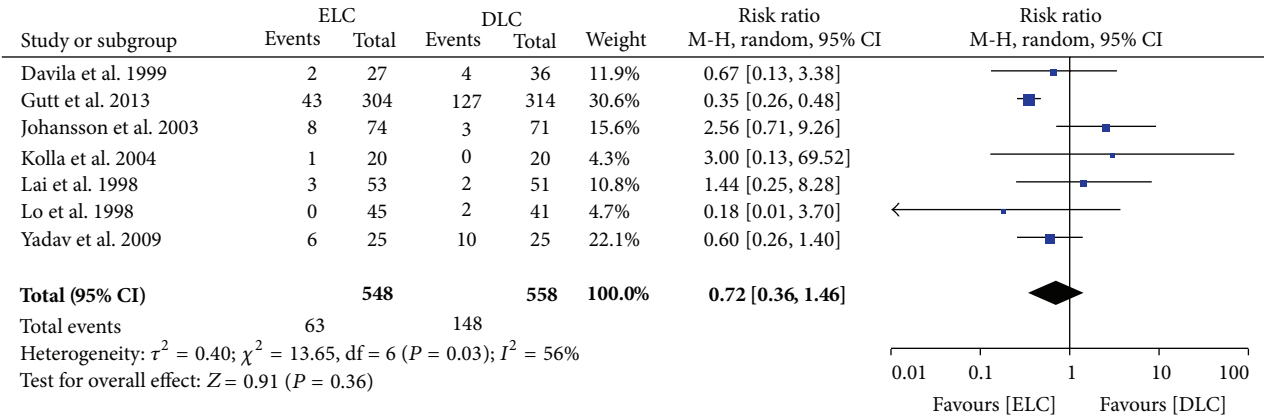 ELC DLC Risk ratio Risk ratio
Study or subgroup Events Total Events Total Weight M-H, random, 95% CI M-H, random, 95% CI
Davila et al. 1999 2 27 4 36 11.9% 0.67 [0.13, 3.38]
Gutt et al. 2013 43 304 127 314 30.6% 0.35 [0.26, 0.48]
Johansson et al. 2003 8 74 3 71 15.6% 2.56 [0.71, 9.26]
Kolla et al. 2004 1 20 0 20 4.3% 3.00 [0.13, 69.52]
Lai et al. 1998 3 53 2 51 10.8% 1.44 [0.25, 8.28]
Lo et al. 1998 0 45 2 41 4.7% 0.18 [0.01, 3.70]
Yadav et al. 2009 6 25 10 25 22.1% 0.60 [0.26, 1.40]
Total (95% CI) 548 558 100.0% 0.72 [0.36, 1.46]
Total events 63 148
Heterogeneity: τ² = 0.40; χ² = 13.65, df = 6 (P = 0.03); I² = 56%
Test for overall effect: Z = 0.91 (P = 0.36)
0.01 0.1 1 10 100
Favours [ELC] Favours [DLC]